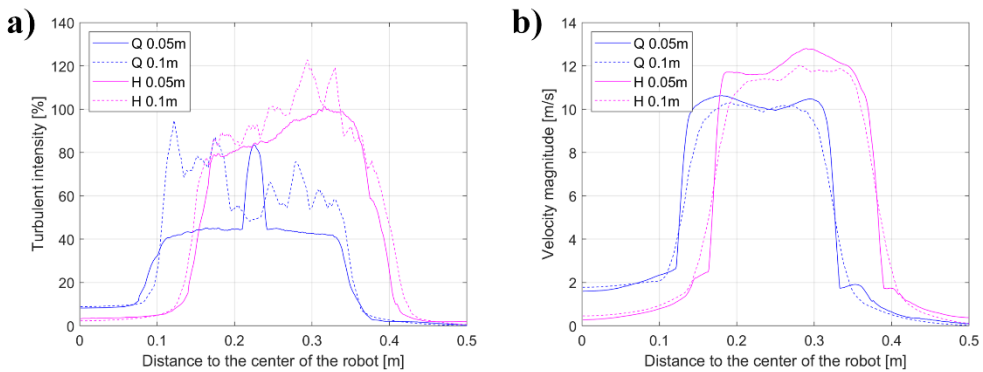 a)
Turbulent intensity [%]
140
120
100
80
60
40
20
0
Q 0.05m
Q 0.1m
H 0.05m
H 0.1m
0 0.1 0.2 0.3 0.4 0.5
Distance to the center of the robot [m]
b)
Velocity magnitude [m/s]
14
12
10
8
6
4
2
0
Q 0.05m
Q 0.1m
H 0.05m
H 0.1m
0 0.1 0.2 0.3 0.4 0.5
Distance to the center of the robot [m]